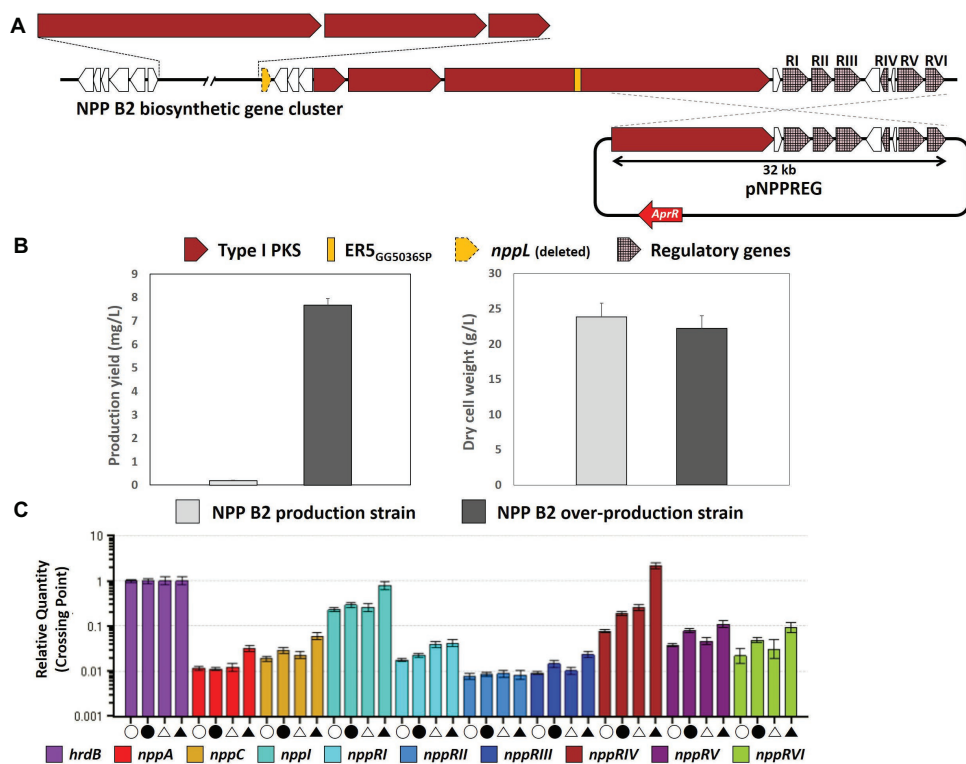 A
RI RII RIII RIV RV RVI
NPP B2 biosynthetic gene cluster
32 kb
pNPPREG
AprR
B
Type I PKS
ER5GG5036SP
nppL (deleted)
Regulatory genes
Production yield (mg/L)
9
8
7
6
5
4
3
2
1
0
Dry cell weight (g/L)
30
25
20
15
10
5
0
NPP B2 production strain
NPP B2 over-production strain
C
Relative Quantity
(Crossing Point)
10
1
0.1
0.01
0.001
hrdB nppA nppC nppI nppRI nppRII nppRIII nppRIV nppRV nppRVI